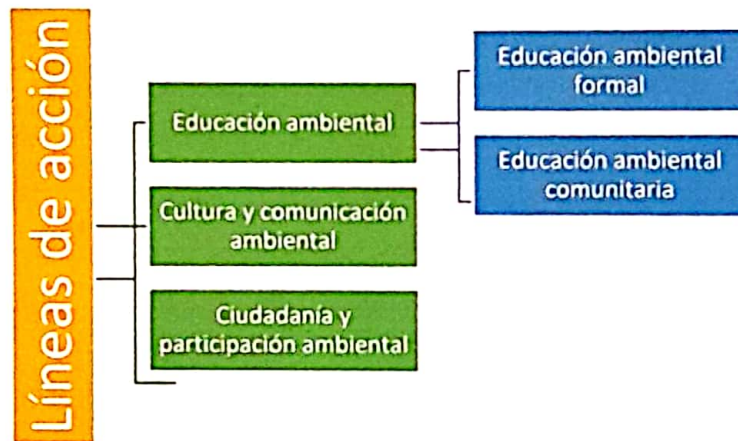 Líneas de acción
Educación ambiental
Educación ambiental
formal
Educación ambiental
comunitaria
Cultura y comunicación
ambiental
Ciudadanía y
participación ambiental